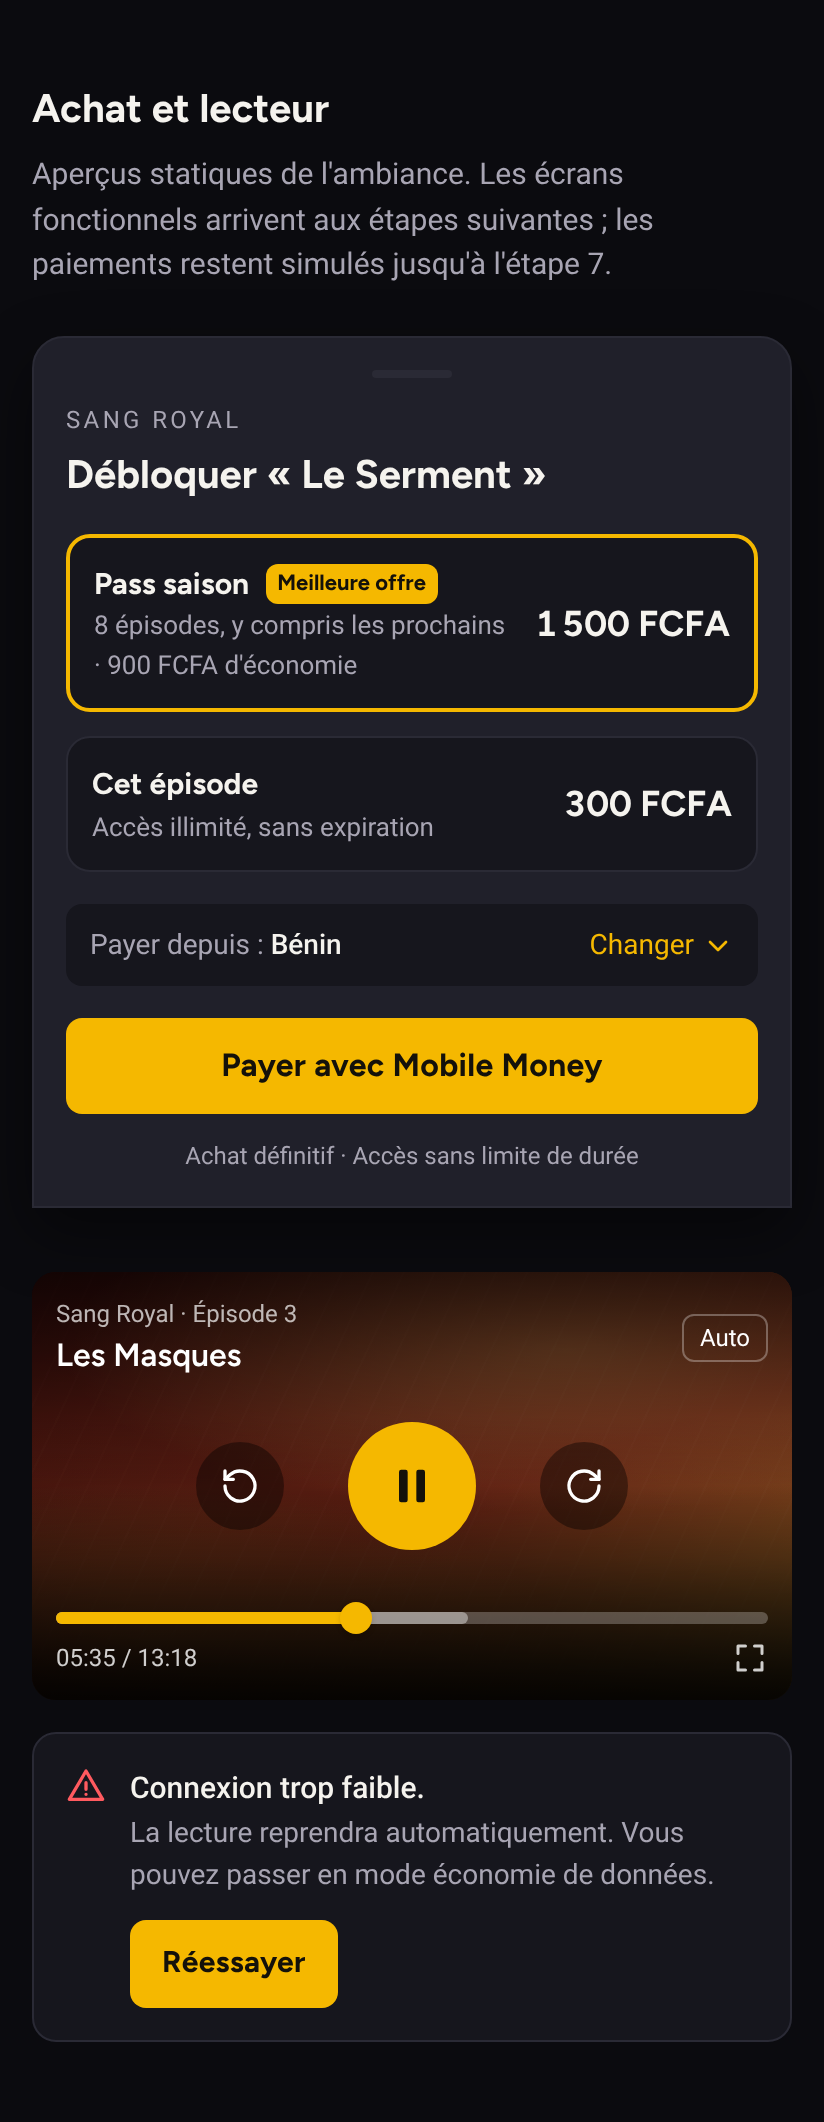 Achat et lecteur
Aperçus statiques de l'ambiance. Les écrans
fonctionnels arrivent aux étapes suivantes ; les
paiements restent simulés jusqu'à l'étape 7.
SANG ROYAL
Débloquer « Le Serment »
Pass saison Meilleure offre
8 épisodes, y compris les prochains
· 900 FCFA d'économie
1 500 FCFA
Cet épisode
Accès illimité, sans expiration
300 FCFA
Payer depuis : Bénin Changer
Payer avec Mobile Money
Achat définitif · Accès sans limite de durée
Sang Royal · Épisode 3
Les Masques
Auto
05:35 / 13:18
Connexion trop faible.
La lecture reprendra automatiquement. Vous
pouvez passer en mode économie de données.
Réessayer